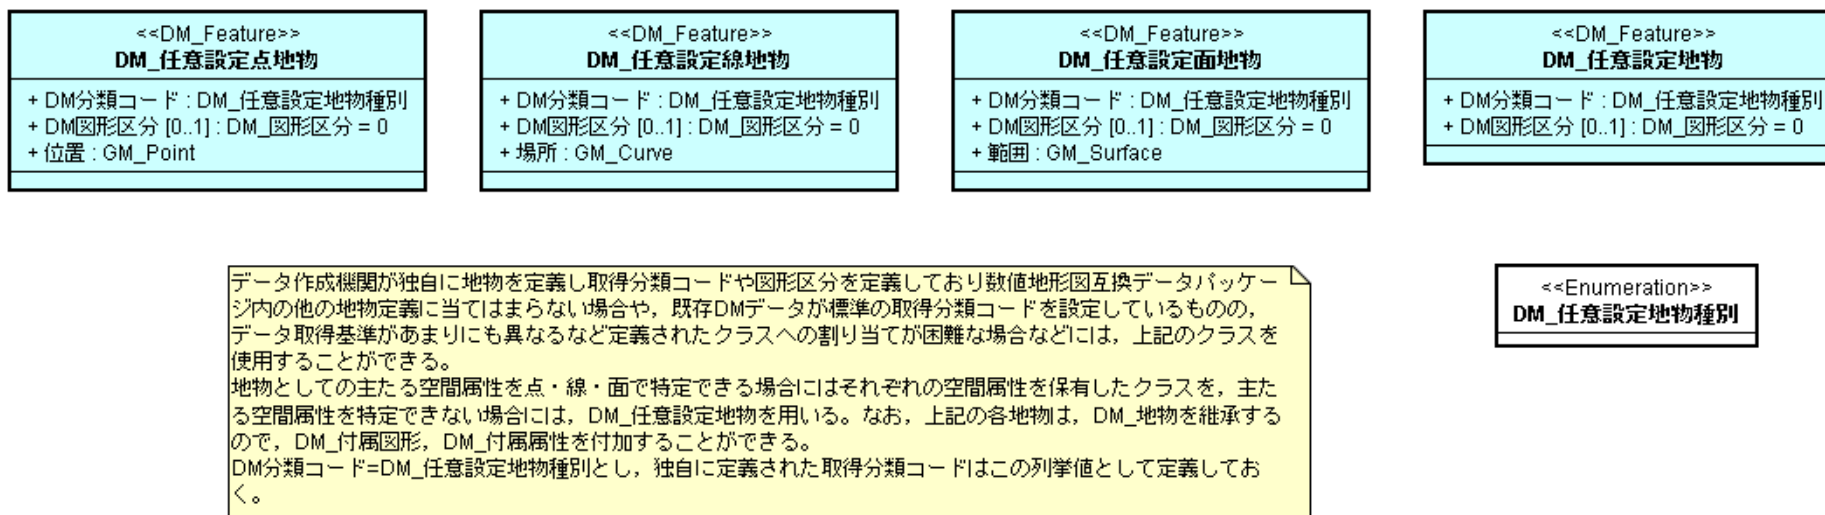 <<DM_Feature>>
DM_任意設定点地物
+ DM分類コード : DM_任意設定地物種別
+ DM図形区分 [0..1] : DM_図形区分 = 0
+ 位置 : GM_Point
<<DM_Feature>>
DM_任意設定線地物
+ DM分類コード : DM_任意設定地物種別
+ DM図形区分 [0..1] : DM_図形区分 = 0
+ 場所 : GM_Curve
<<DM_Feature>>
DM_任意設定面地物
+ DM分類コード : DM_任意設定地物種別
+ DM図形区分 [0..1] : DM_図形区分 = 0
+ 範囲 : GM_Surface
<<DM_Feature>>
DM_任意設定地物
+ DM分類コード : DM_任意設定地物種別
+ DM図形区分 [0..1] : DM_図形区分 = 0
データ作成機関が独自に地物を定義し取得分類コードや図形区分を定義しており数値地形図互換データパッケー
ジ内の他の地物定義に当てはまらない場合や，既存DMデータが標準の取得分類コードを設定しているものの，
データ取得基準があまりにも異なるなど定義されたクラスへの割り当てが困難な場合などには，上記のクラスを
使用することができる。
地物としての主たる空間属性を点・線・面で特定できる場合にはそれぞれの空間属性を保有したクラスを，主た
る空間属性を特定できない場合には，DM_任意設定地物を用いる。なお，上記の各地物は，DM_地物を継承する
ので，DM_付属図形，DM_付属属性を付加することができる。
DM分類コード=DM_任意設定地物種別とし，独自に定義された取得分類コードはこの列挙値として定義してお
く。
<<Enumeration>>
DM_任意設定地物種別